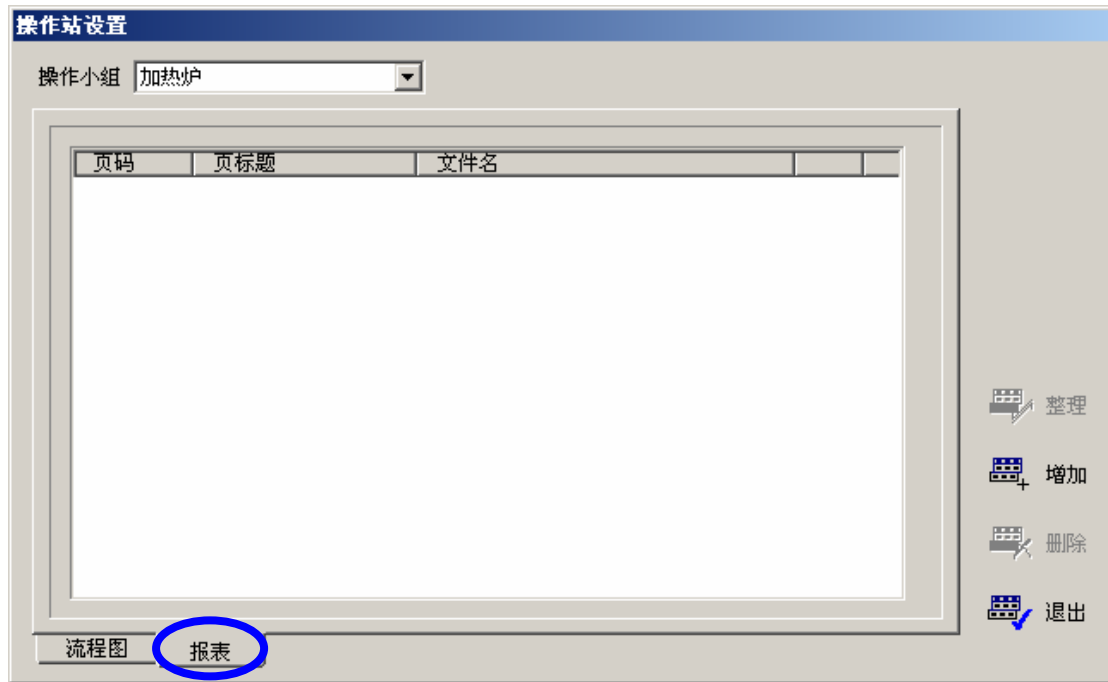 操作站设置
操作小组 加热炉
页码 页标题 文件名
整理
增加
删除
退出
流程图 报表